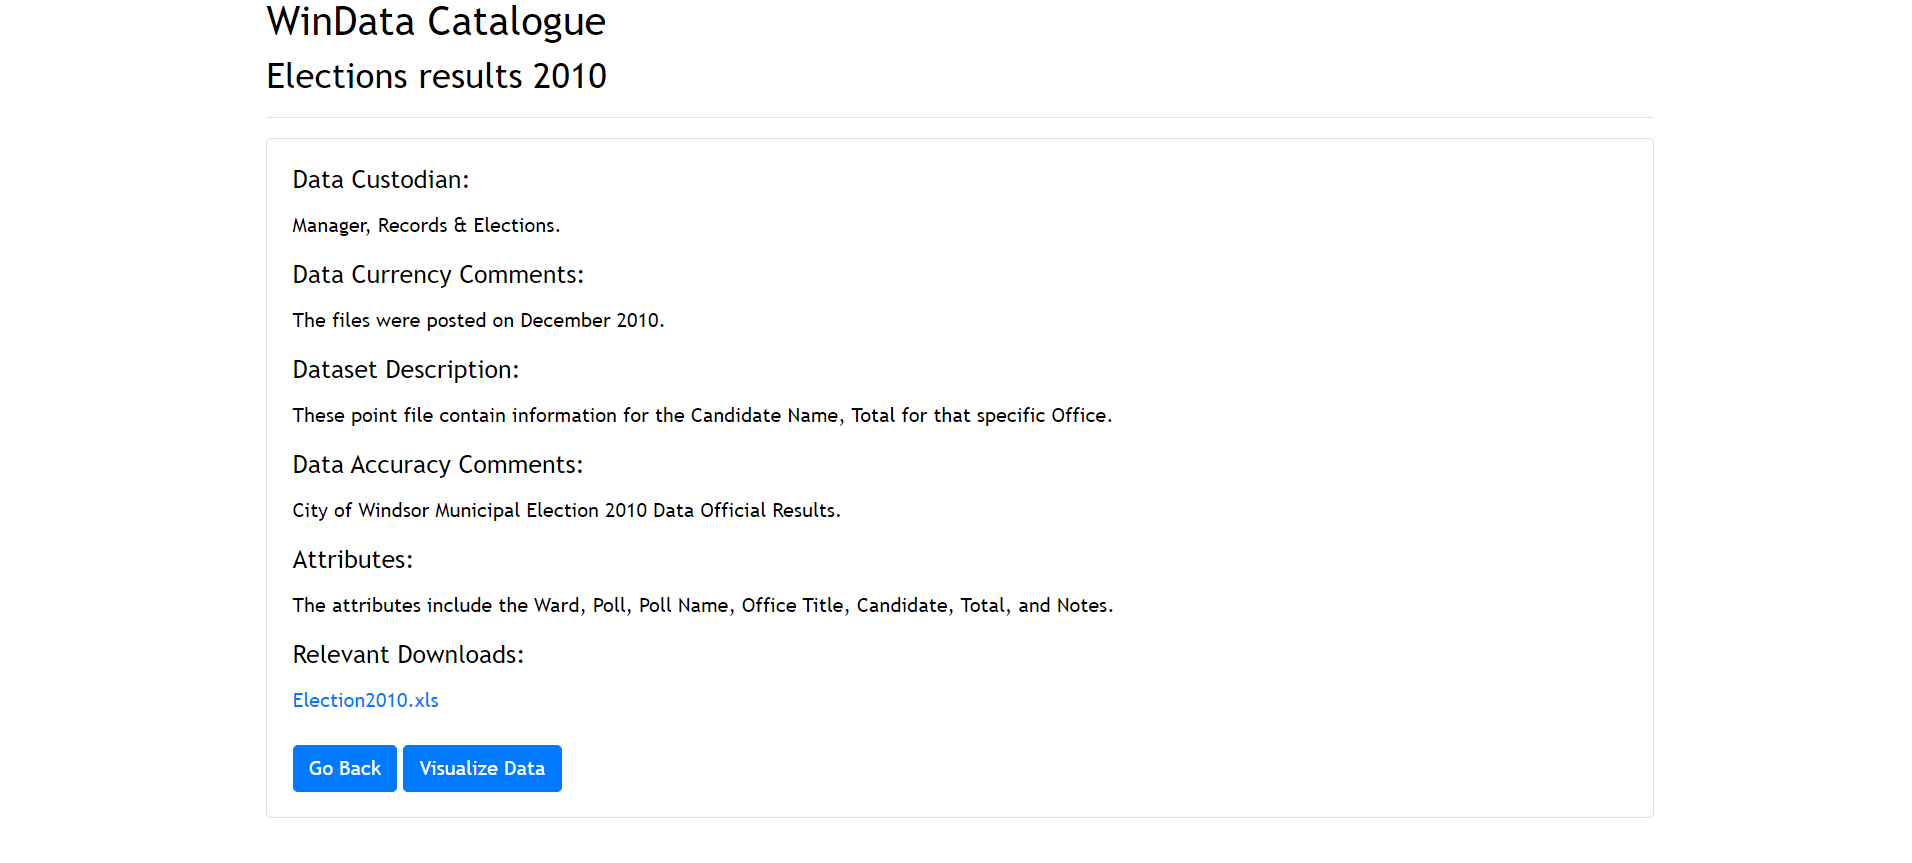 WinData Catalogue
Elections results 2010
Data Custodian:
Manager, Records & Elections.
Data Currency Comments:
The files were posted on December 2010.
Dataset Description:
These point file contain information for the Candidate Name, Total for that specific Office.
Data Accuracy Comments:
City of Windsor Municipal Election 2010 Data Official Results.
Attributes:
The attributes include the Ward, Poll, Poll Name, Office Title, Candidate, Total, and Notes.
Relevant Downloads:
Election2010.xls
Go Back Visualize Data